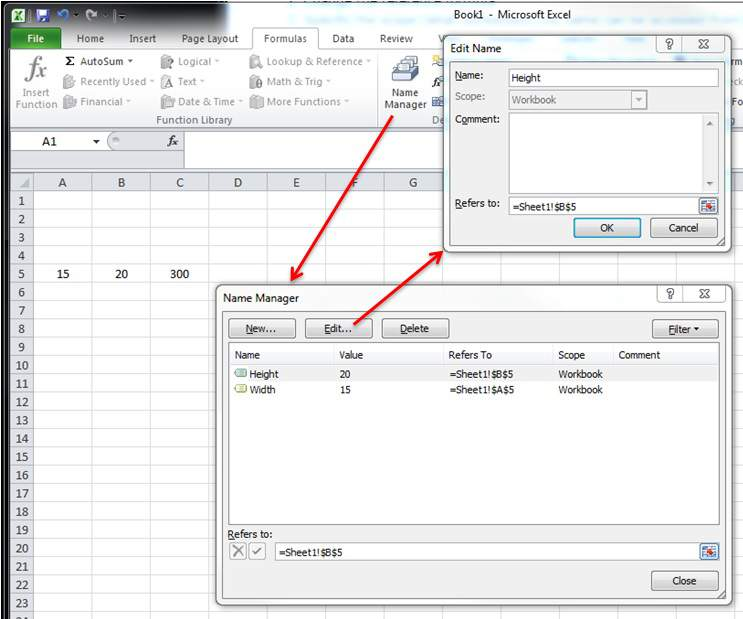 Book1 - Microsoft Excel
File Home Insert Page Layout Formulas Data Review
fx Insert Function
Σ AutoSum
Recently Used
Financial
Logical
Text
Date & Time
Lookup & Reference
Math & Trig
More Functions
Function Library
Name Manager
A1 fx
A B C D E F G
1
2
3
4
5 15 20 300
6
7
8
9
10
11
12
13
14
15
16
17
18
19
20
21
22
23
Edit Name
Name: Height
Scope: Workbook
Comment:
Refers to: =Sheet1!$B$5
OK Cancel
Name Manager
New... Edit... Delete Filter
Name Value Refers To Scope Comment
Height 20 =Sheet1!$B$5 Workbook
Width 15 =Sheet1!$A$5 Workbook
Refers to:
=Sheet1!$B$5
Close